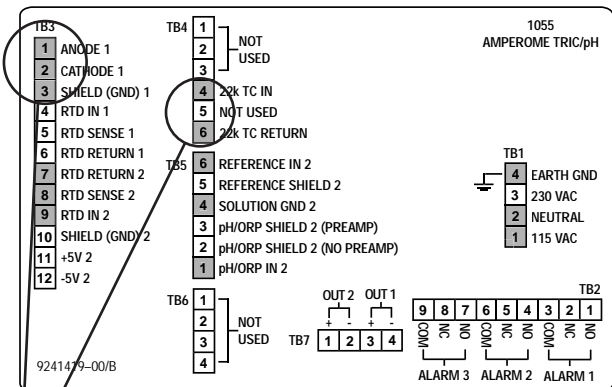 1055
AMPEROME TRIC/pH
TB3
1 ANODE 1
2 CATHODE 1
3 SHIELD (GND) 1
4 RTD IN 1
5 RTD SENSE 1
6 RTD RETURN 1
7 RTD RETURN 2
8 RTD SENSE 2
9 RTD IN 2
10 SHIELD (GND) 2
11 +5V 2
12 -5V 2
TB4
1
2
3
NOT
USED
4 22k TC IN
5 NOT USED
6 22k TC RETURN
TB5
6 REFERENCE IN 2
5 REFERENCE SHIELD 2
4 SOLUTION GND 2
3 pH/ORP SHIELD 2 (PREAMP)
2 pH/ORP SHIELD 2 (NO PREAMP)
1 pH/ORP IN 2
TB1
4 EARTH GND
3 230 VAC
2 NEUTRAL
1 115 VAC
TB6
1
2
3
4
NOT
USED
OUT 2 OUT 1
+ - + -
TB7 1 2 3 4
TB2
9 8 7 6 5 4 3 2 1
COM NC NO COM NC NO COM NC NO
ALARM 3 ALARM 2 ALARM 1
9241419–00/B